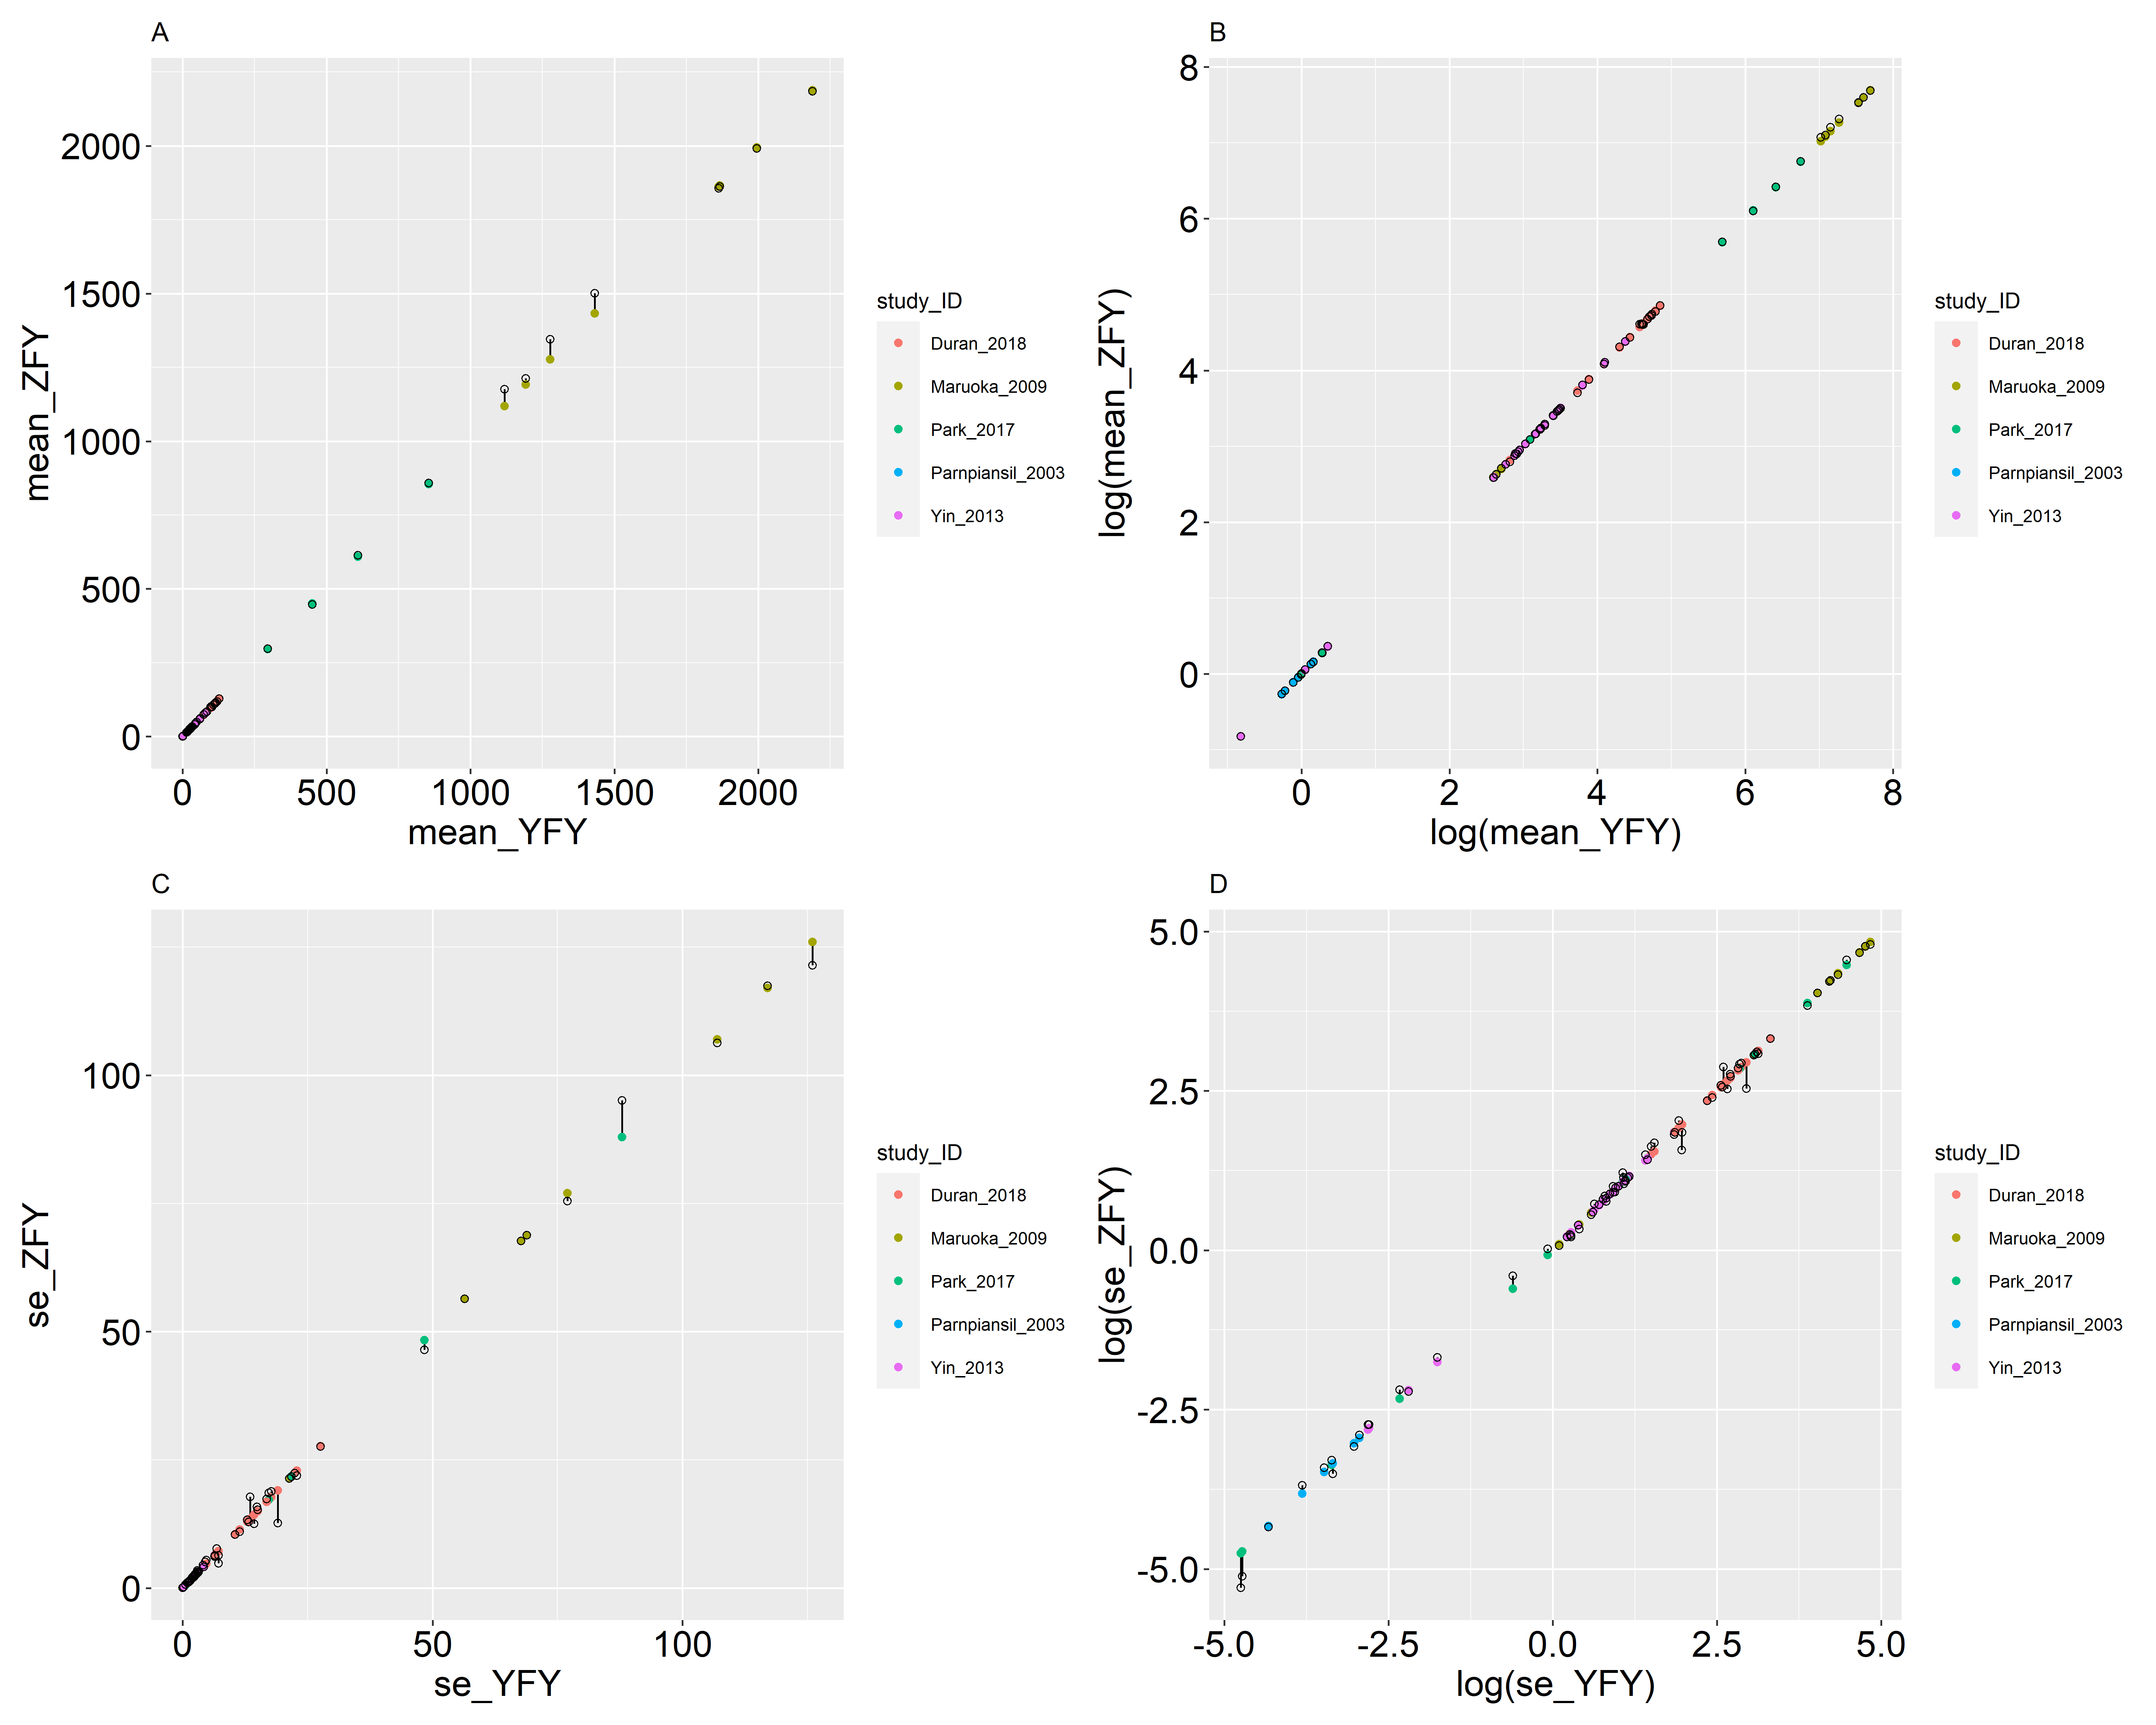 A
mean_ZFY
2000
1500
1000
500
0
0 500 1000 1500 2000
mean_YFY
study_ID
Duran_2018
Maruoka_2009
Park_2017
Parnpiansil_2003
Yin_2013
B
log(mean_ZFY)
8
6
4
2
0
0 2 4 6 8
log(mean_YFY)
study_ID
Duran_2018
Maruoka_2009
Park_2017
Parnpiansil_2003
Yin_2013
C
se_ZFY
100
50
0
0 50 100
se_YFY
study_ID
Duran_2018
Maruoka_2009
Park_2017
Parnpiansil_2003
Yin_2013
D
log(se_ZFY)
5.0
2.5
0.0
-2.5
-5.0
-5.0 -2.5 0.0 2.5 5.0
log(se_YFY)
study_ID
Duran_2018
Maruoka_2009
Park_2017
Parnpiansil_2003
Yin_2013